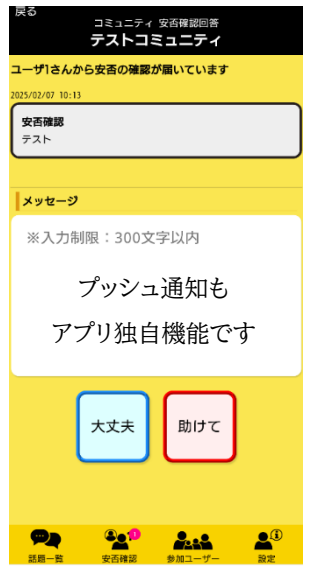 戻る
コミュニティ 安否確認回答
テストコミュニティ
ユーザ1さんから安否の確認が届いています
2025/02/07 10:13
安否確認
テスト
メッセージ
※入力制限：300文字以内
プッシュ通知も
アプリ独自機能です
大丈夫
助けて
1
話題一覧
安否確認
参加ユーザー
設定